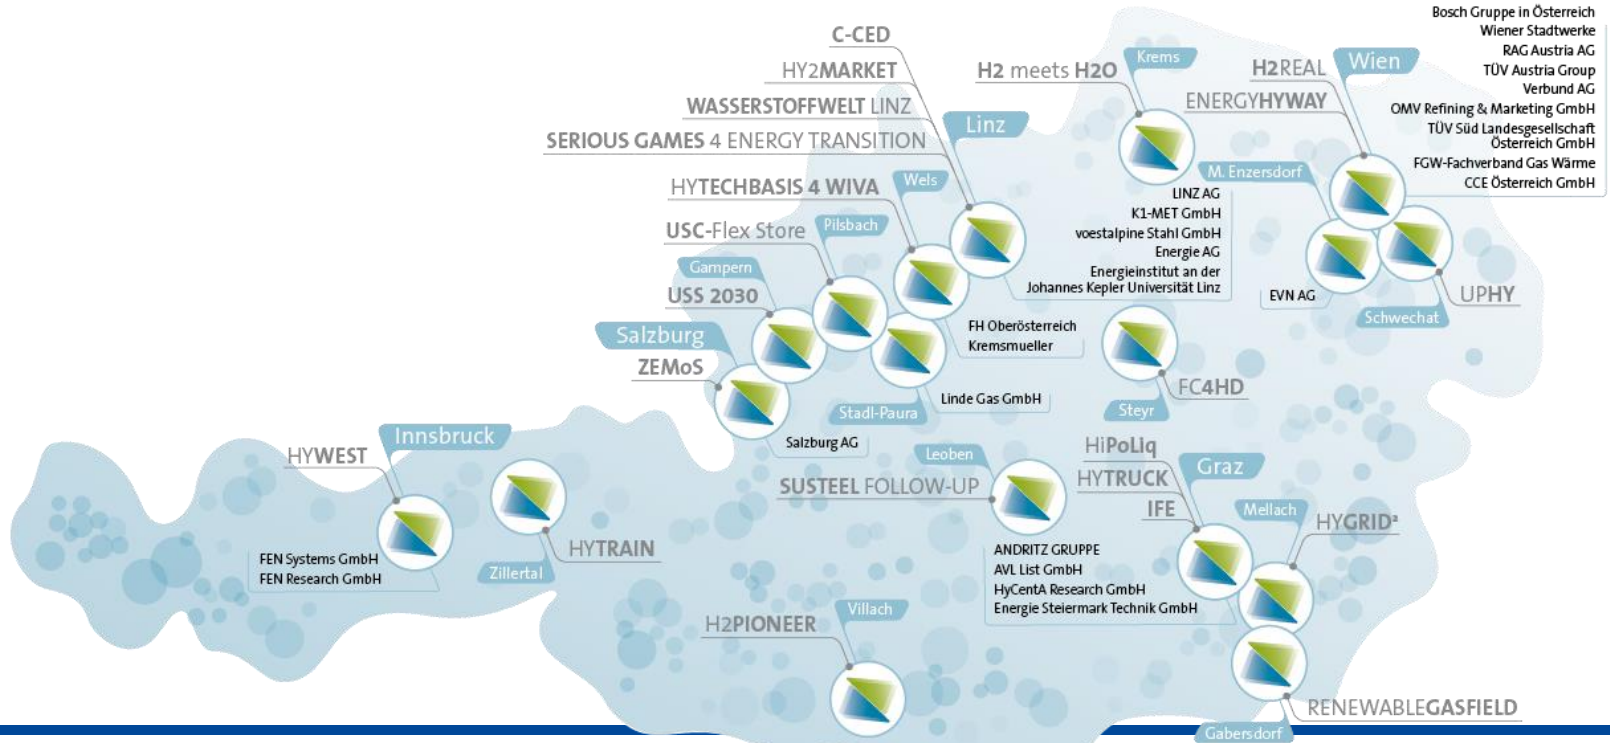 Bosch Gruppe in Österreich
Wiener Stadtwerke
RAG Austria AG
TÜV Austria Group
Verbund AG
OMV Refining & Marketing GmbH
TÜV Süd Landesgesellschaft
Österreich GmbH
FGW-Fachverband Gas Wärme
CCE Österreich GmbH
C-CED
HY2MARKET
WASSERSTOFFWELT LINZ
SERIOUS GAMES 4 ENERGY TRANSITION
Linz
H2 meets H2O
Krems
H2REAL
ENERGYHYWAY
Wien
M. Enzersdorf
HYTECHBASIS 4 WIVA
Wels
USC-Flex Store
Pilsbach
Gampern
USS 2030
Salzburg
ZEMoS
LINZ AG
K1-MET GmbH
voestalpine Stahl GmbH
Energie AG
Energieinstitut an der
Johannes Kepler Universität Linz
EVN AG
UPHY
Schwechat
FH Oberösterreich
Kremsmueller
Linde Gas GmbH
Stadl-Paura
Salzburg AG
FC4HD
Steyr
Innsbruck
HYWEST
FEN Systems GmbH
FEN Research GmbH
HYTRAIN
Zillertal
Leoben
SUSTEEL FOLLOW-UP
HiPoLiq
HYTRUCK
IFE
Graz
Mellach
HYGRID²
ANDRITZ GRUPPE
AVL List GmbH
HyCentA Research GmbH
Energie Steiermark Technik GmbH
H2PIONEER
Villach
RENEWABLEGASFIELD
Gabersdorf